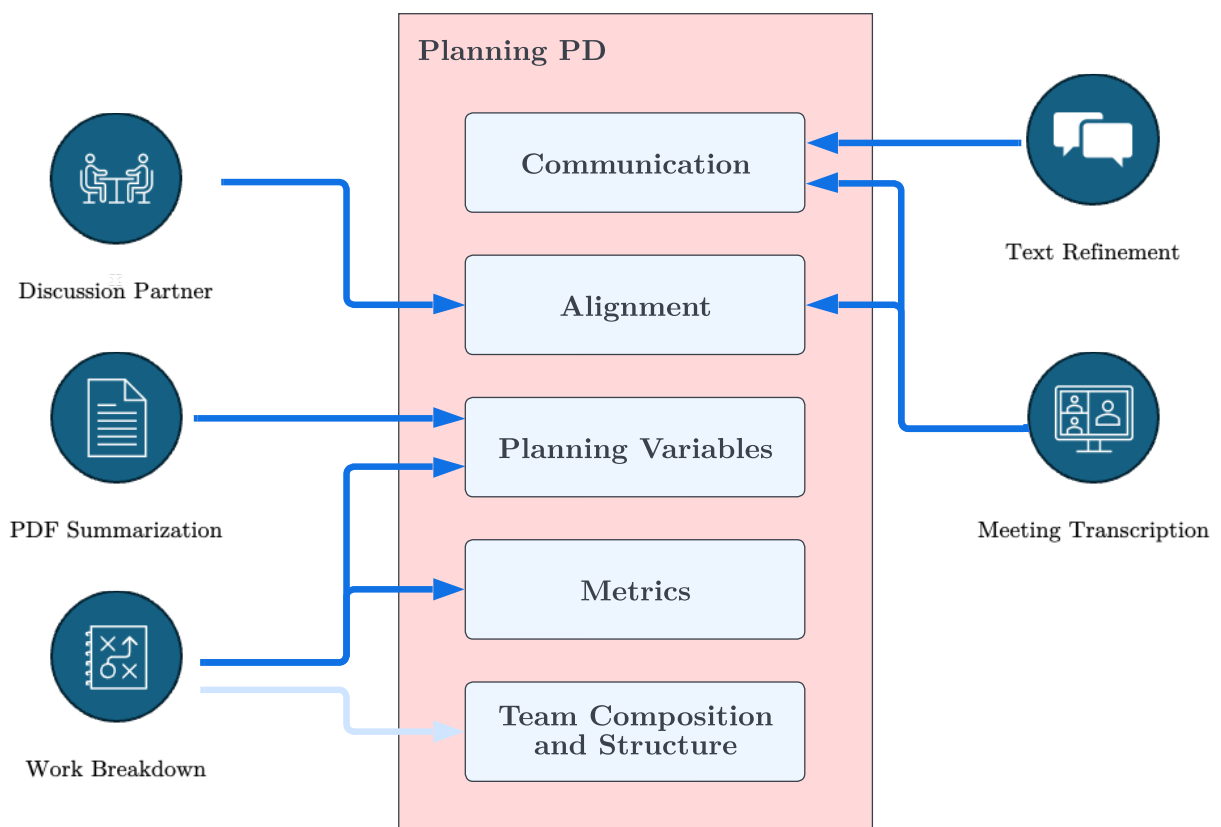 Planning PD
Communication
Alignment
Planning Variables
Metrics
Team Composition
and Structure
Discussion Partner
PDF Summarization
Work Breakdown
Text Refinement
Meeting Transcription